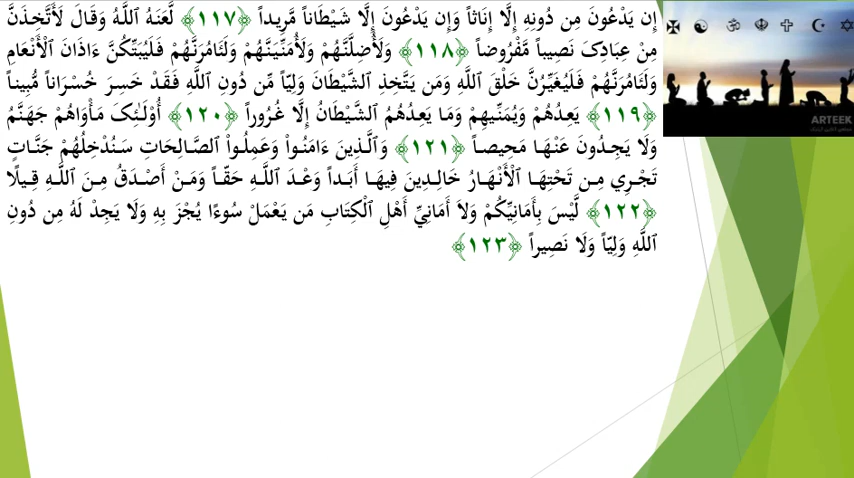 إِن يَدْعُونَ مِن دُونِهِ إِلَّا إِنَاثاً وَإِن يَدْعُونَ إِلَّا شَيْطَاناً مَّرِيداً ﴿١١٧﴾ لَّعَنَهُ ٱللَّهُ وَقَالَ لَأَتَّخِذَنَّ
مِنْ عِبَادِكَ نَصِيباً مَّفْرُوضاً ﴿١١٨﴾ وَلَأُضِلَّنَّهُمْ وَلَأُمَنِّيَنَّهُمْ وَلَئَامُرَنَّهُمْ فَلَيُبَتِّكُنَّ ءَاذَانَ ٱلْأَنْعَامِ
وَلَئَامُرَنَّهُمْ فَلَيُغَيِّرُنَّ خَلْقَ ٱللَّهِ وَمَن يَتَّخِذِ ٱلشَّيْطَانَ وَلِيّاً مِّن دُونِ ٱللَّهِ فَقَدْ خَسِرَ خُسْرَاناً مُّبِيناً
﴿١١٩﴾ يَعِدُهُمْ وَيُمَنِّيهِمْ وَمَا يَعِدُهُمُ ٱلشَّيْطَانُ إِلَّا غُرُوراً ﴿١٢٠﴾ أُوْلَـٰئِكَ مَأْوَاهُمْ جَهَنَّمُ
وَلَا يَجِدُونَ عَنْهَا مَحِيصاً ﴿١٢١﴾ وَٱلَّذِينَ ءَامَنُواْ وَعَمِلُواْ ٱلصَّالِحَاتِ سَنُدْخِلُهُمْ جَنَّاتٍ
تَجْرِي مِن تَحْتِهَا ٱلْأَنْهَارُ خَالِدِينَ فِيهَا أَبَداً وَعْدَ ٱللَّهِ حَقّاً وَمَنْ أَصْدَقُ مِنَ ٱللَّهِ قِيلًا
﴿١٢٢﴾ لَّيْسَ بِأَمَانِيِّكُمْ وَلَا أَمَانِيِّ أَهْلِ ٱلْكِتَابِ مَن يَعْمَلْ سُوءًا يُجْزَ بِهِ وَلَا يَجِدْ لَهُ مِن دُونِ
ٱللَّهِ وَلِيّاً وَلَا نَصِيراً ﴿١٢٣﴾
ARTEEK